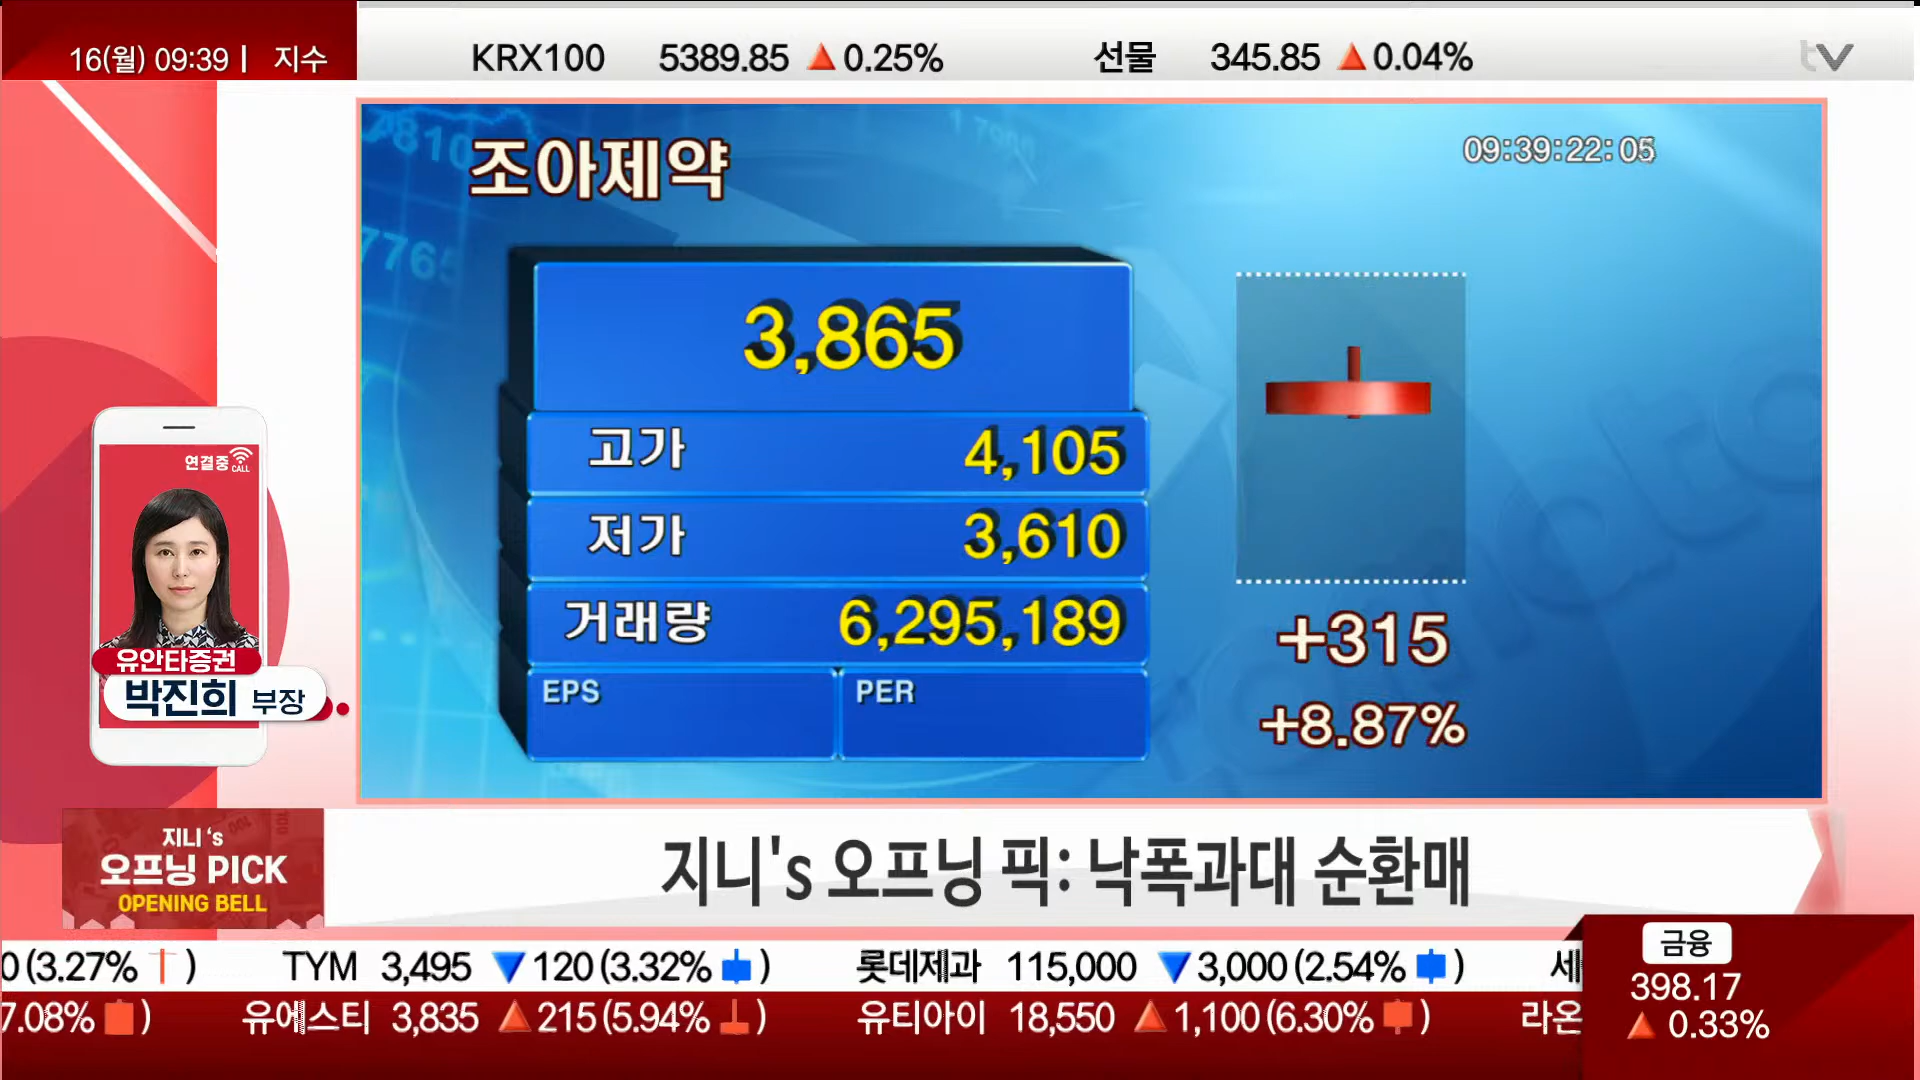 16(월) 09:39 | 지수
KRX100 5389.85 ▲ 0.25% 선물 345.85 ▲ 0.04%
tv
조아제약
09:39:22:05
3,865
고가 4,105
저가 3,610
거래량 6,295,189
EPS PER
+315
+8.87%
연결중 CALL
유안타증권
박진희 부장
지니's
오프닝 PICK
OPENING BELL
지니's 오프닝 픽: 낙폭과대 순환매
0 (3.27% ) TYM 3,495 ▼ 120 (3.32% ) 롯데제과 115,000 ▼ 3,000 (2.54% ) 세
7.08% ) 유에스티 3,835 ▲ 215 (5.94% ) 유티아이 18,550 ▲ 1,100 (6.30% ) 라온
금융
398.17
▲ 0.33%